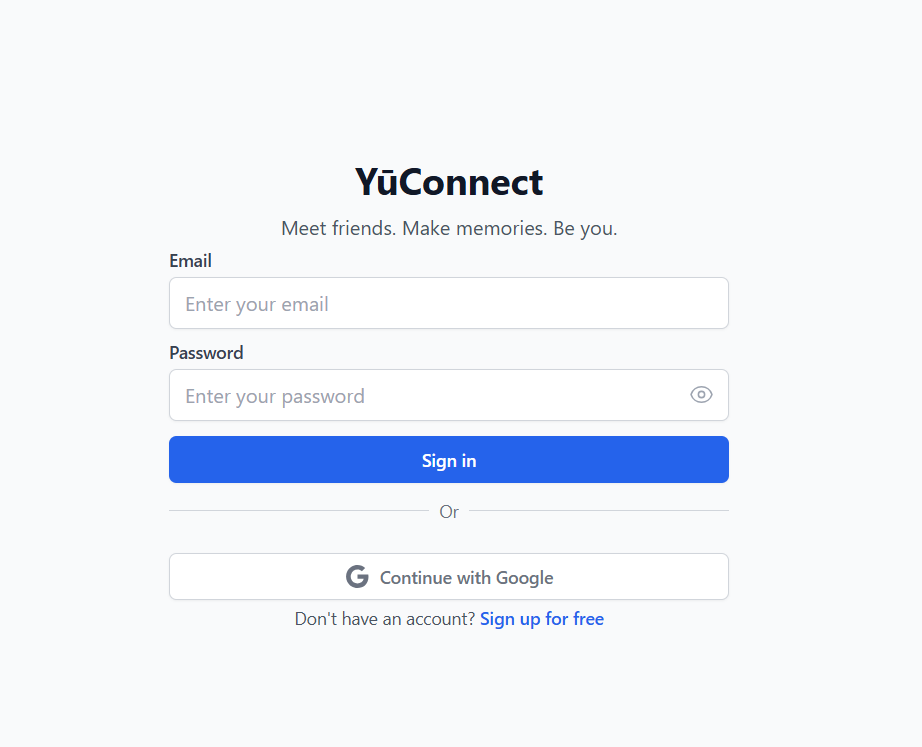 YūConnect
Meet friends. Make memories. Be you.
Email
Enter your email
Password
Enter your password
Sign in
Or
Continue with Google
Don't have an account? Sign up for free